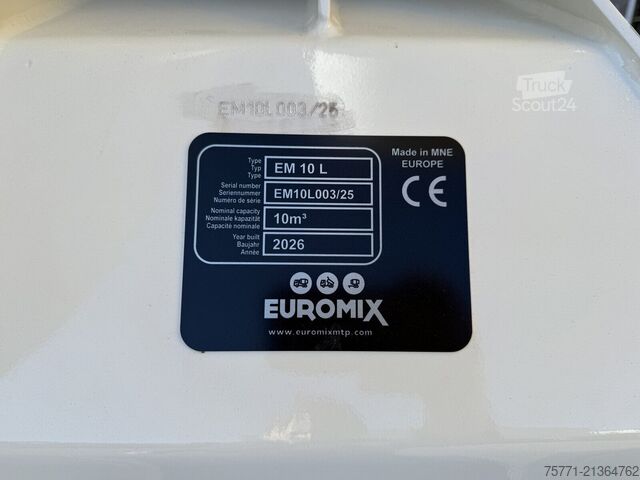 Truck
Scout24
EM10L003/25
Made in MNE
EUROPE
CE
Type
Typ
Type
EM 10 L
Serial number
Seriennummer
Numéro de série
EM10L003/25
Nominal capacity
Nominale kapazität
Capacité nominale
10m³
Year built
Baujahr
Année
2026
EUROMIX
www.euromixmtp.com
75771-21364762